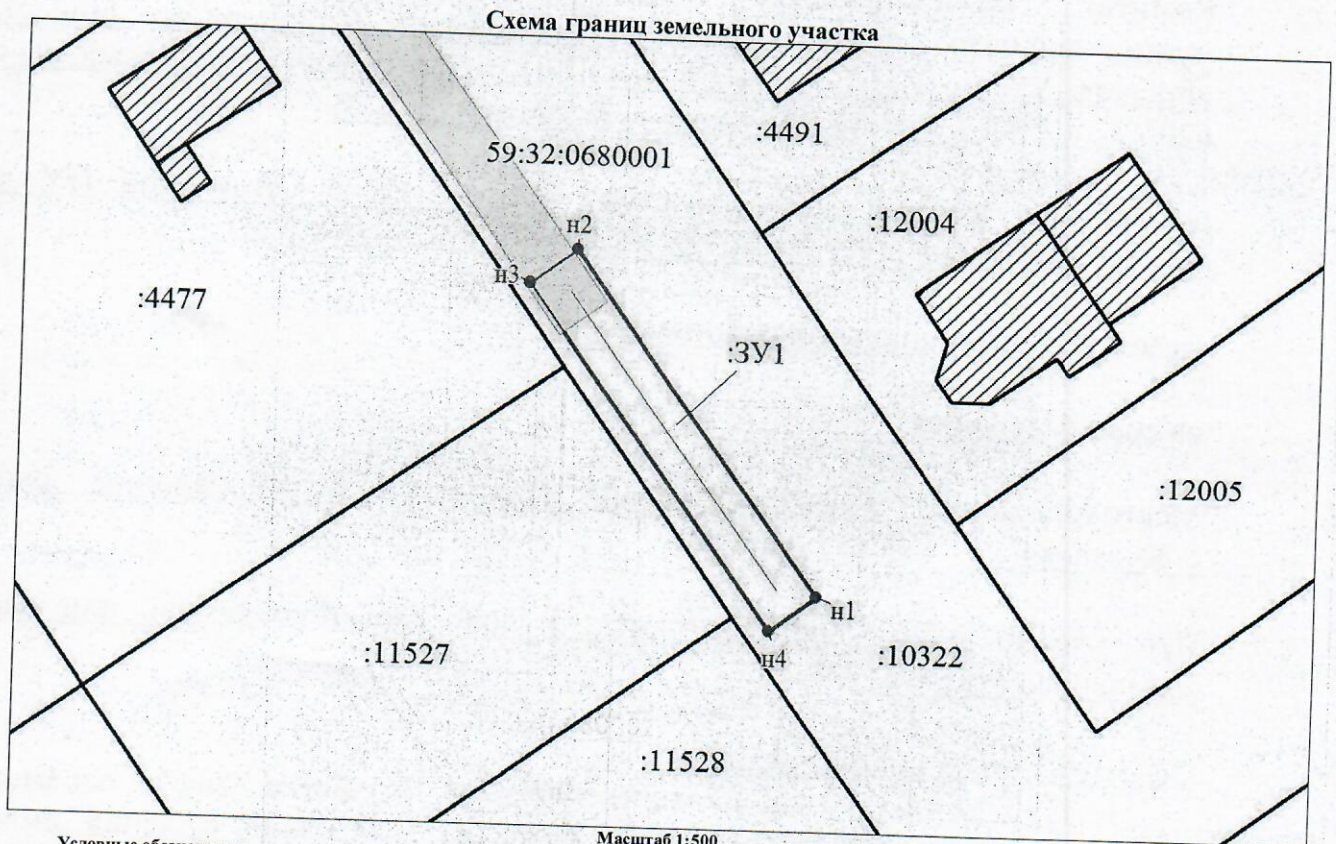 Схема границ земельного участка
:4491
59:32:0680001
:12004
н2
н3
:4477
:ЗУ1
:12005
н1
:11527
н4
:10322
:11528
Масштаб 1:500
Условные